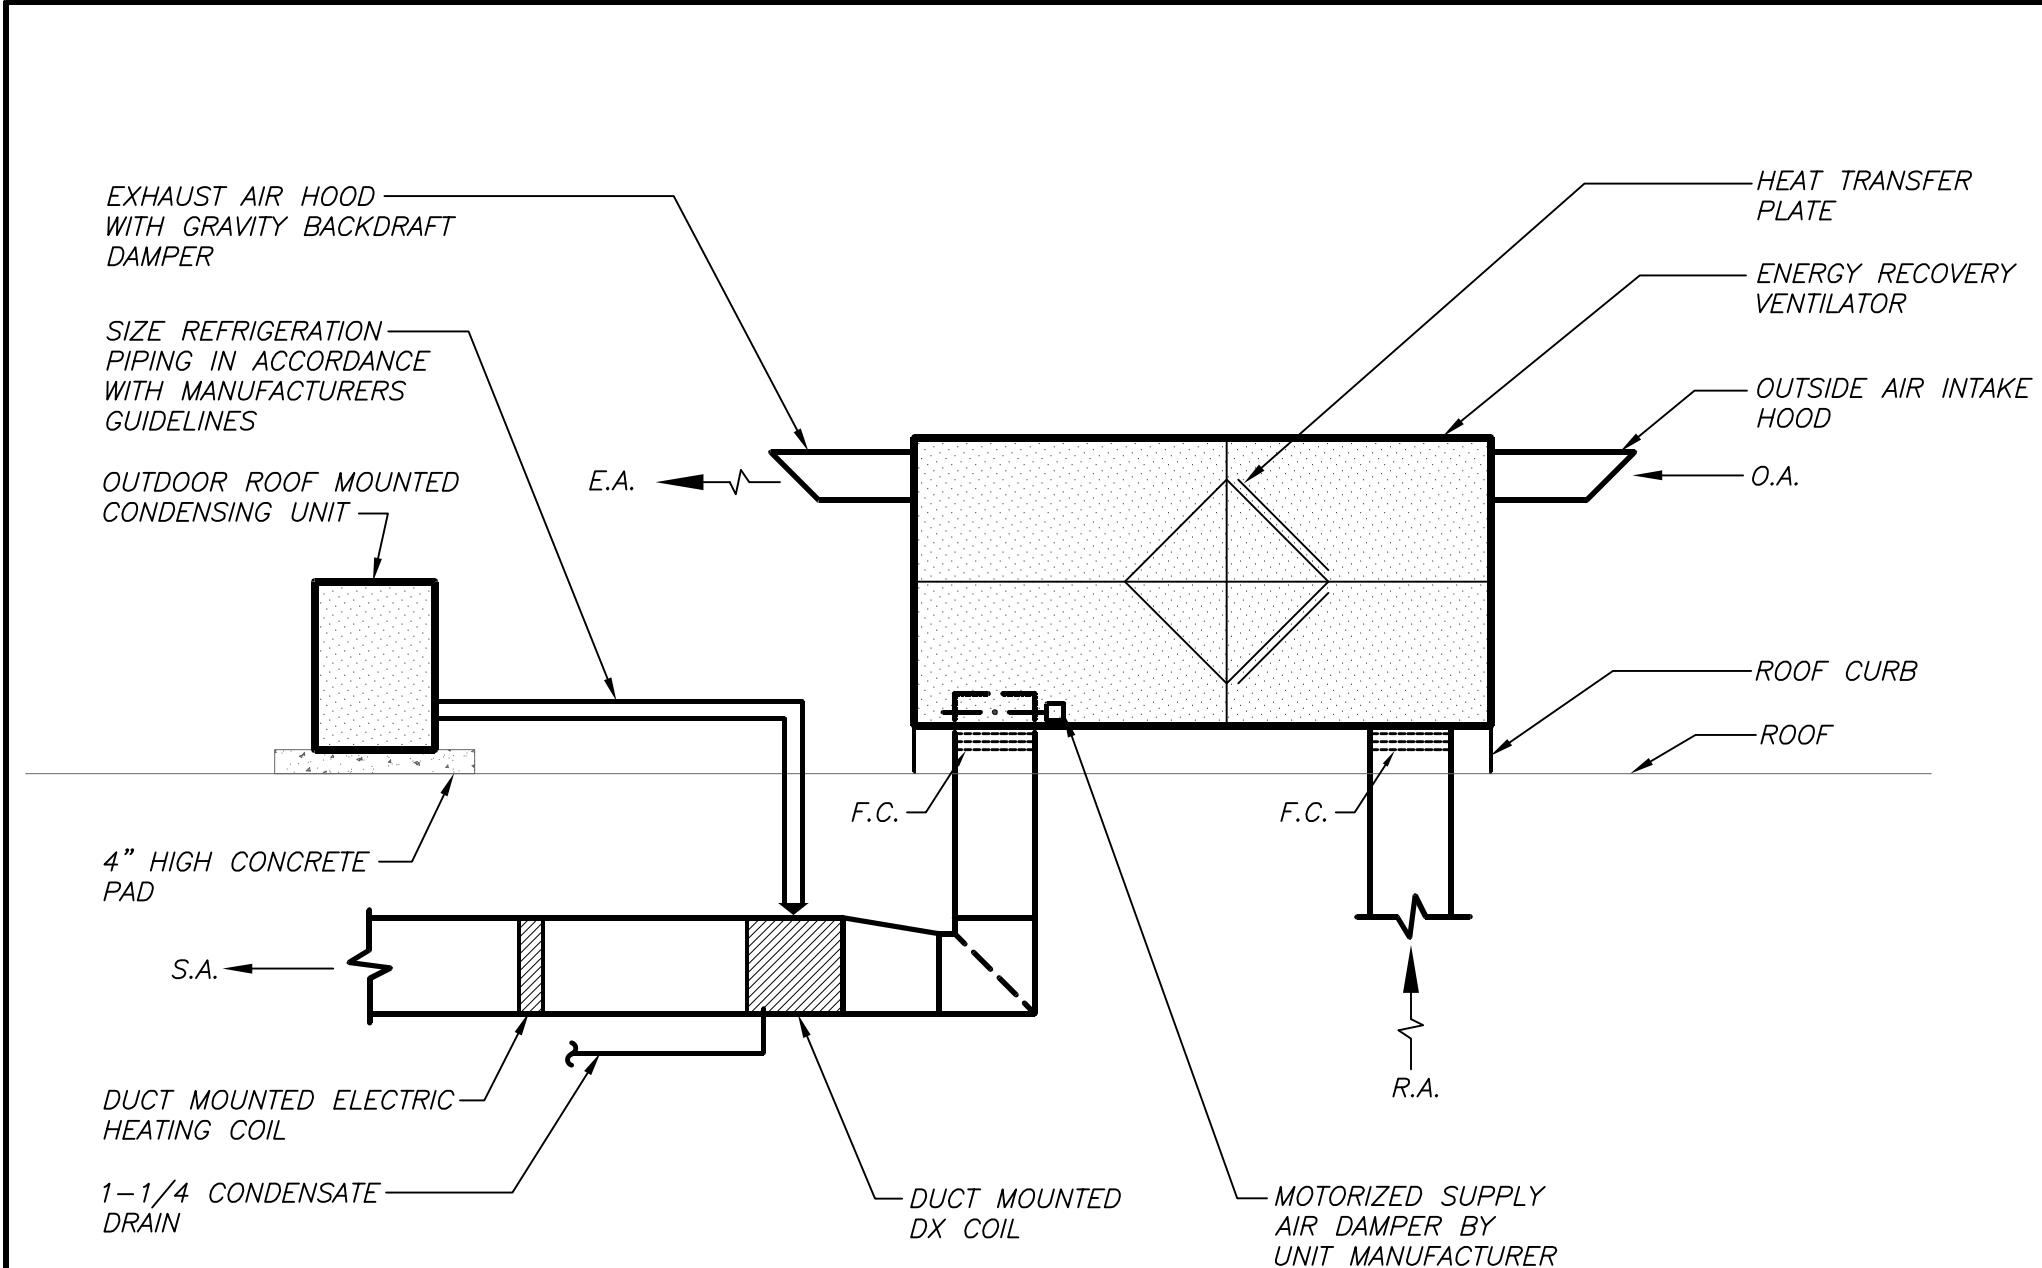 EXHAUST AIR HOOD
WITH GRAVITY BACKDRAFT
DAMPER
SIZE REFRIGERATION
PIPING IN ACCORDANCE
WITH MANUFACTURERS
GUIDELINES
OUTDOOR ROOF MOUNTED
CONDENSING UNIT
E.A.
HEAT TRANSFER
PLATE
ENERGY RECOVERY
VENTILATOR
OUTSIDE AIR INTAKE
HOOD
O.A.
ROOF CURB
ROOF
F.C.
F.C.
4" HIGH CONCRETE
PAD
S.A.
R.A.
DUCT MOUNTED ELECTRIC
HEATING COIL
1-1/4 CONDENSATE
DRAIN
DUCT MOUNTED
DX COIL
MOTORIZED SUPPLY
AIR DAMPER BY
UNIT MANUFACTURER